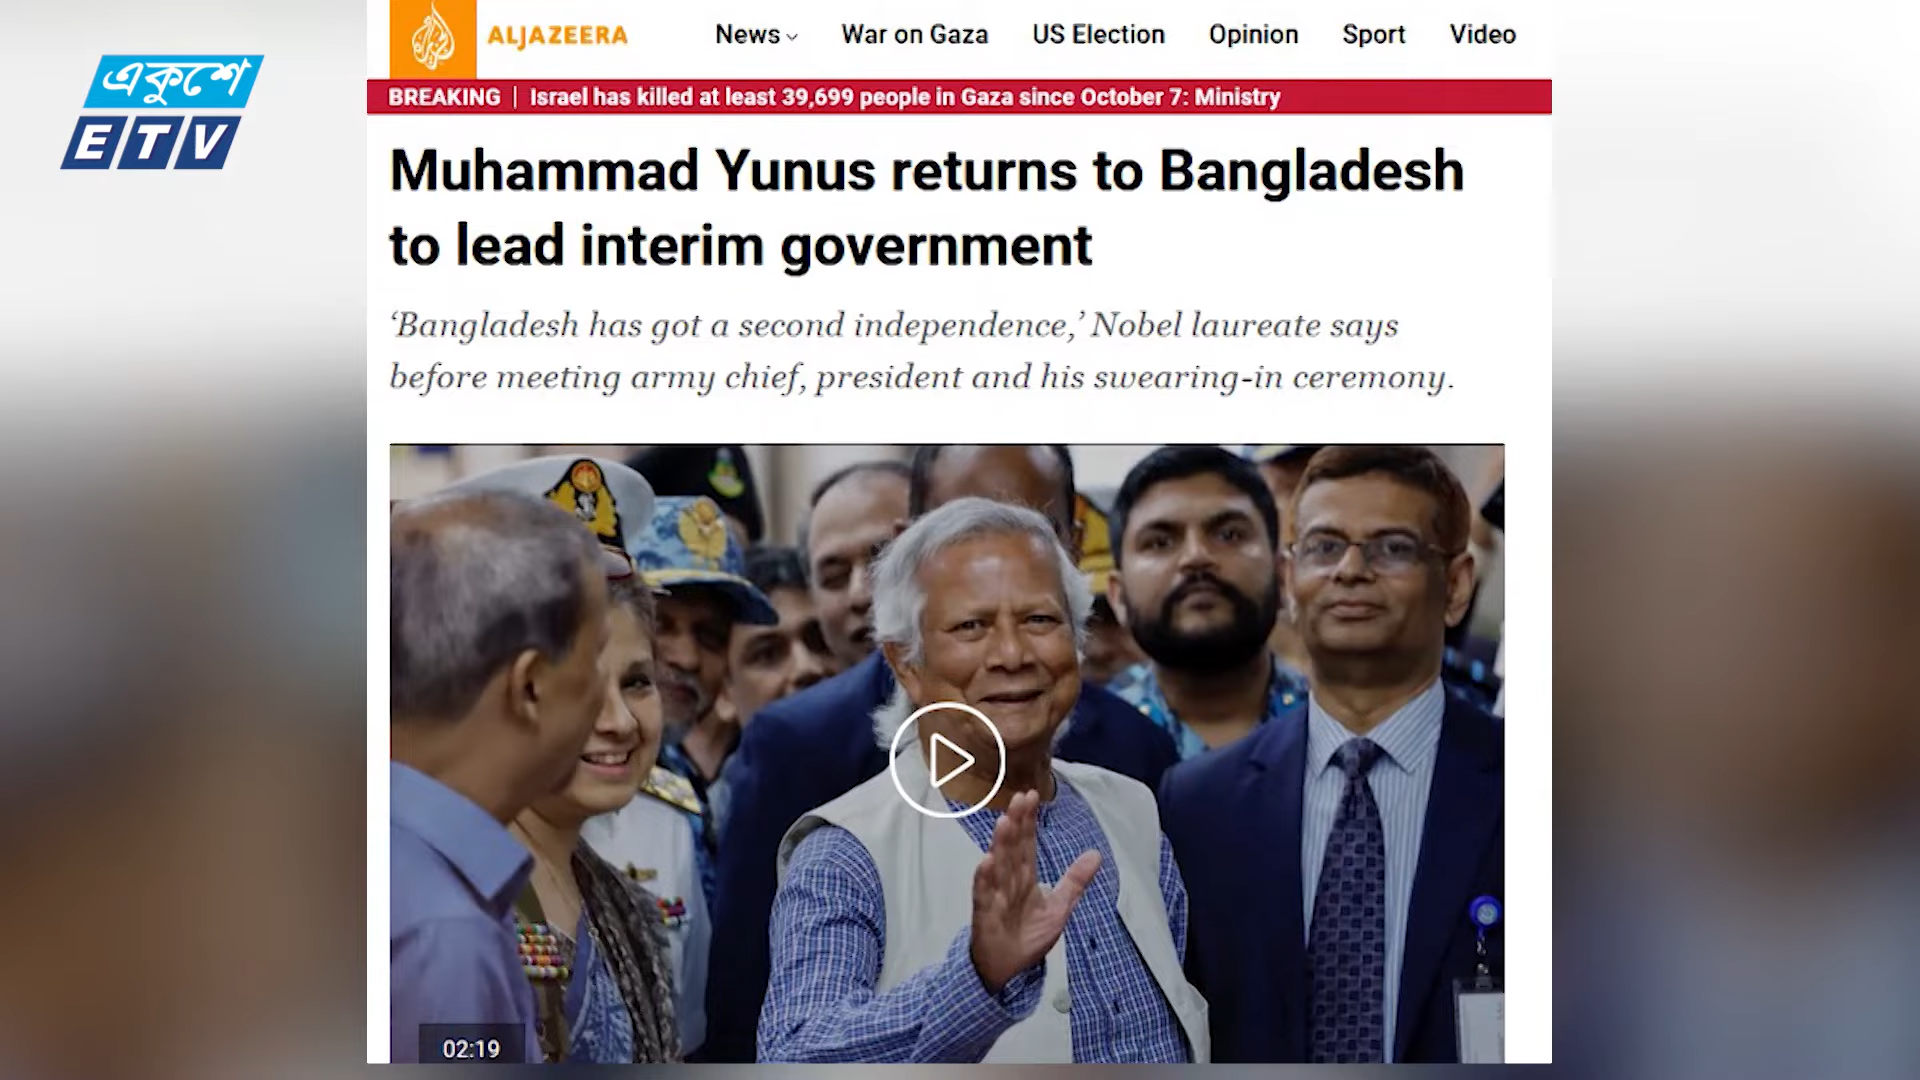 একুশে
ETV
ALJAZEERA
News War on Gaza US Election Opinion Sport Video
BREAKING | Israel has killed at least 39,699 people in Gaza since October 7: Ministry
Muhammad Yunus returns to Bangladesh
to lead interim government
‘Bangladesh has got a second independence,’ Nobel laureate says
before meeting army chief, president and his swearing-in ceremony.
02:19